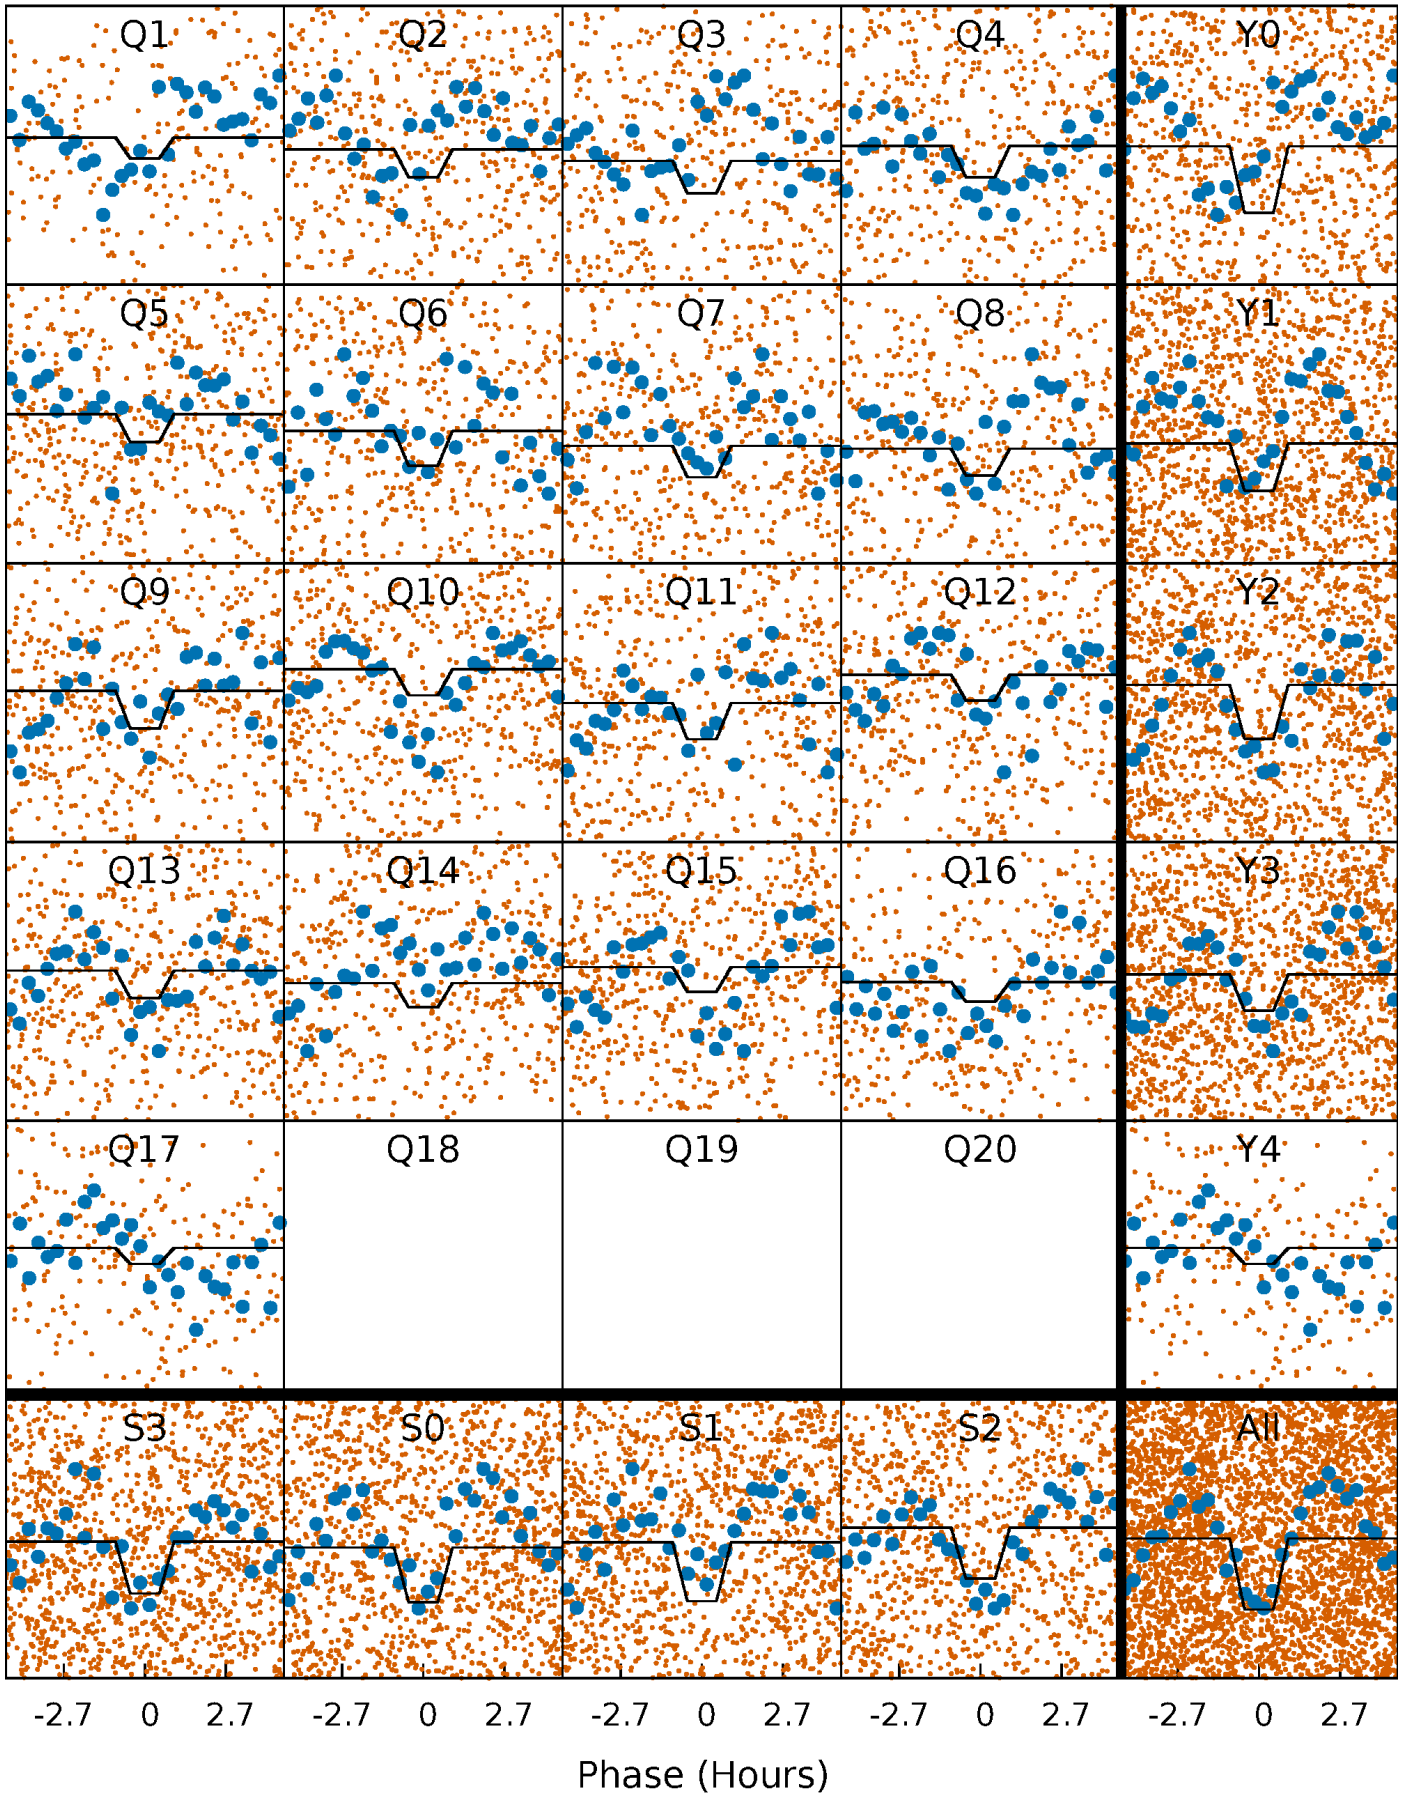 Q1 Q2 Q3 Q4 Y0
Q5 Q6 Q7 Q8 Y1
Q9 Q10 Q11 Q12 Y2
Q13 Q14 Q15 Q16 Y3
Q17 Q18 Q19 Q20 Y4
S3 S0 S1 S2 All
-2.7 0 2.7 -2.7 0 2.7 -2.7 0 2.7 -2.7 0 2.7 -2.7 0 2.7
Phase (Hours)